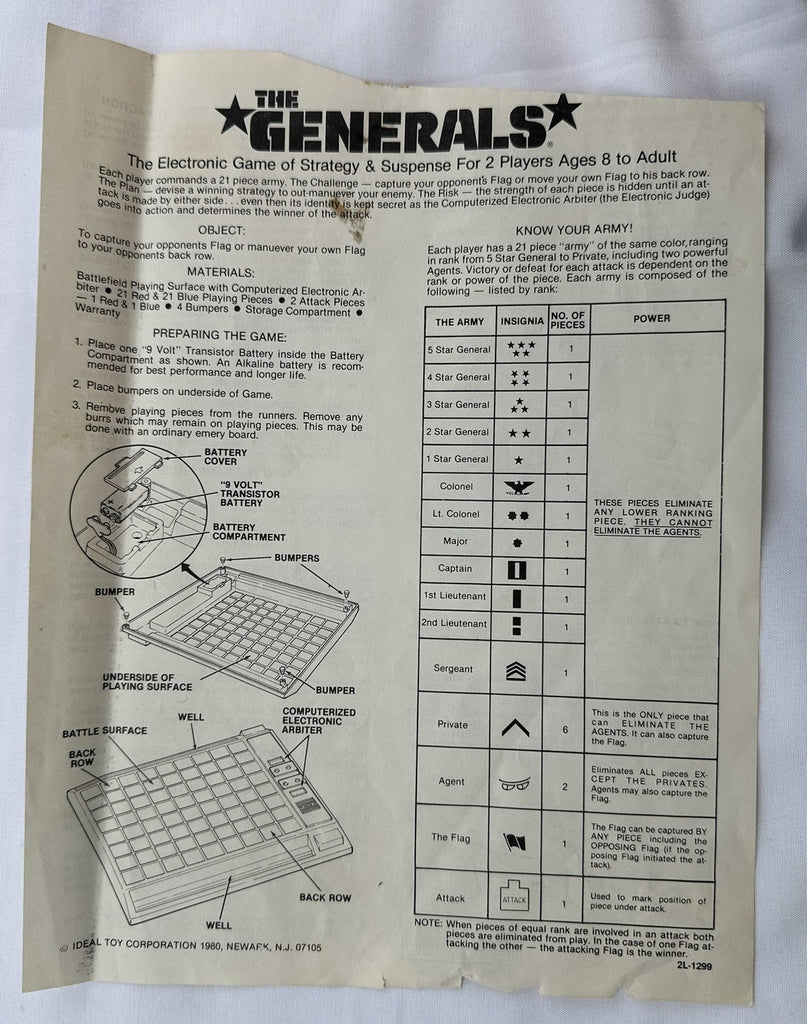 THE
GENERALS®
The Electronic Game of Strategy & Suspense For 2 Players Ages 8 to Adult
Each player commands a 21 piece army. The Challenge — capture your opponent's Flag or move your own Flag to his back row.
The Plan — devise a winning strategy to out-maneuver your enemy. The Risk — the strength of each piece is hidden until an at-
tack is made by either side...even then its identity is kept secret as the Computerized Electronic Arbiter (the Electronic Judge)
goes into action and determines the winner of the attack.
OBJECT:
To capture your opponents Flag or manuever your own Flag
to your opponents back row.
MATERIALS:
Battlefield Playing Surface with Computerized Electronic Ar-
biter ● 21 Red & 21 Blue Playing Pieces ● 2 Attack Pieces
— 1 Red & 1 Blue ● 4 Bumpers ● Storage Compartment ●
Warranty
PREPARING THE GAME:
1. Place one "9 Volt" Transistor Battery inside the Battery
Compartment as shown. An Alkaline battery is recom-
mended for best performance and longer life.
2. Place bumpers on underside of Game.
3. Remove playing pieces from the runners. Remove any
burrs which may remain on playing pieces. This may be
done with an ordinary emery board.
BATTERY
COVER
"9 VOLT"
TRANSISTOR
BATTERY
BATTERY
COMPARTMENT
BUMPERS
BUMPER
UNDERSIDE OF
PLAYING SURFACE
BUMPER
COMPUTERIZED
ELECTRONIC
ARBITER
WELL
BATTLE SURFACE
BACK
ROW
BACK ROW
WELL
© IDEAL TOY CORPORATION 1980, NEWARK, N.J. 07105
KNOW YOUR ARMY!
Each player has a 21 piece "army" of the same color, ranging
in rank from 5 Star General to Private, including two powerful
Agents. Victory or defeat for each attack is dependent on the
rank or power of the piece. Each army is composed of the
following — listed by rank:
THE ARMY INSIGNIA NO. OF PIECES POWER
5 Star General 1
4 Star General 1
3 Star General 1
2 Star General 1
1 Star General 1
Colonel 1
Lt. Colonel 1
Major 1
Captain 1
1st Lieutenant 1
2nd Lieutenant 1
Sergeant 1
THESE PIECES ELIMINATE
ANY LOWER RANKING
PIECE. THEY CANNOT
ELIMINATE THE AGENTS.
Private 6
This is the ONLY piece that
can ELIMINATE THE
AGENTS. It can also capture
the Flag.
Agent 2
Eliminates ALL pieces EX-
CEPT THE PRIVATES.
Agents may also capture the
Flag.
The Flag 1
The Flag can be captured BY
ANY PIECE including the
OPPOSING Flag (if the op-
posing Flag initiated the at-
tack).
Attack ATTACK 1
Used to mark position of
piece under attack.
NOTE: When pieces of equal rank are involved in an attack both
pieces are eliminated from play. In the case of one Flag at-
tacking the other — the attacking Flag is the winner.
2L-1299